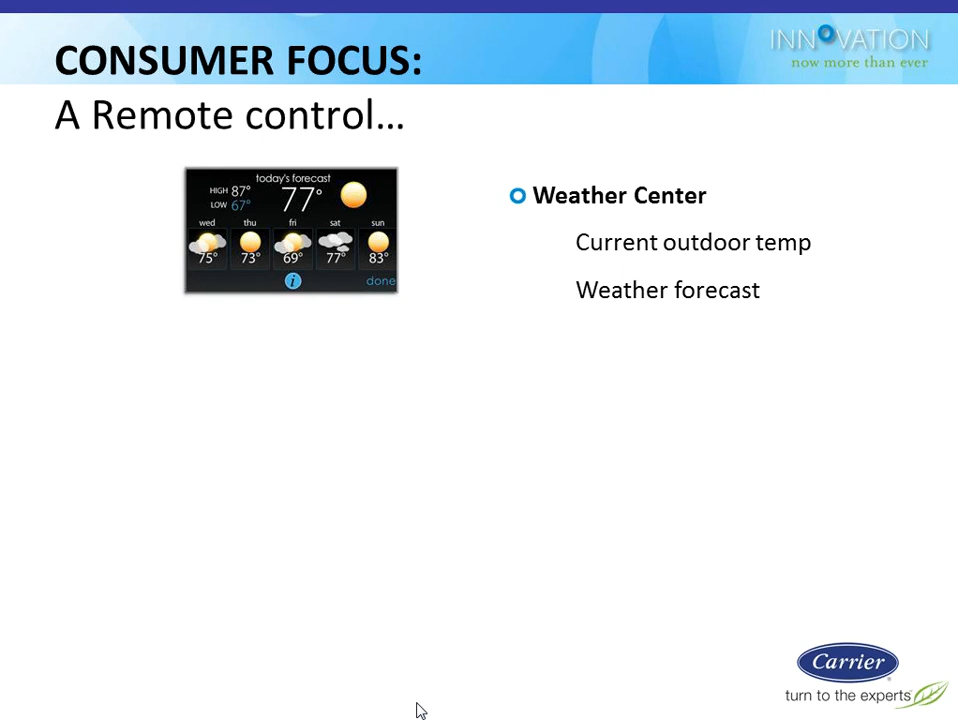 INNOVATION
now more than ever
CONSUMER FOCUS:
A Remote control…
today's forecast
HIGH 87°
LOW 67°
77°
wed thu fri sat sun
75° 73° 69° 77° 83°
i
done
Weather Center
Current outdoor temp
Weather forecast
Carrier
turn to the experts